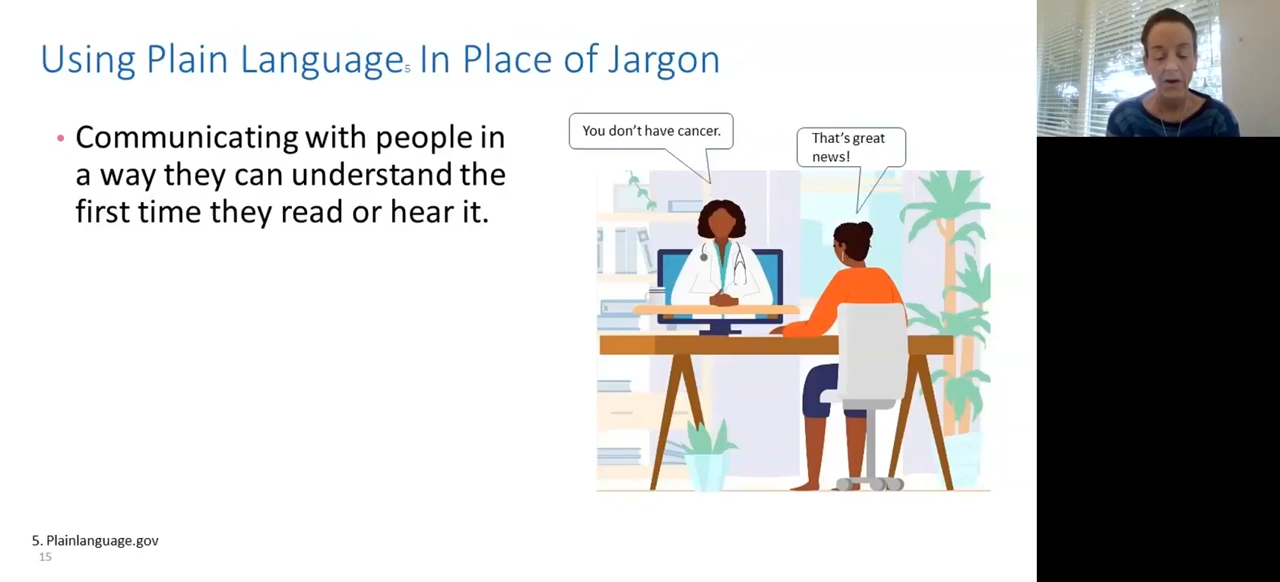 Using Plain Language5 In Place of Jargon
• Communicating with people in
a way they can understand the
first time they read or hear it.
You don't have cancer.
That's great
news!
5. Plainlanguage.gov
15